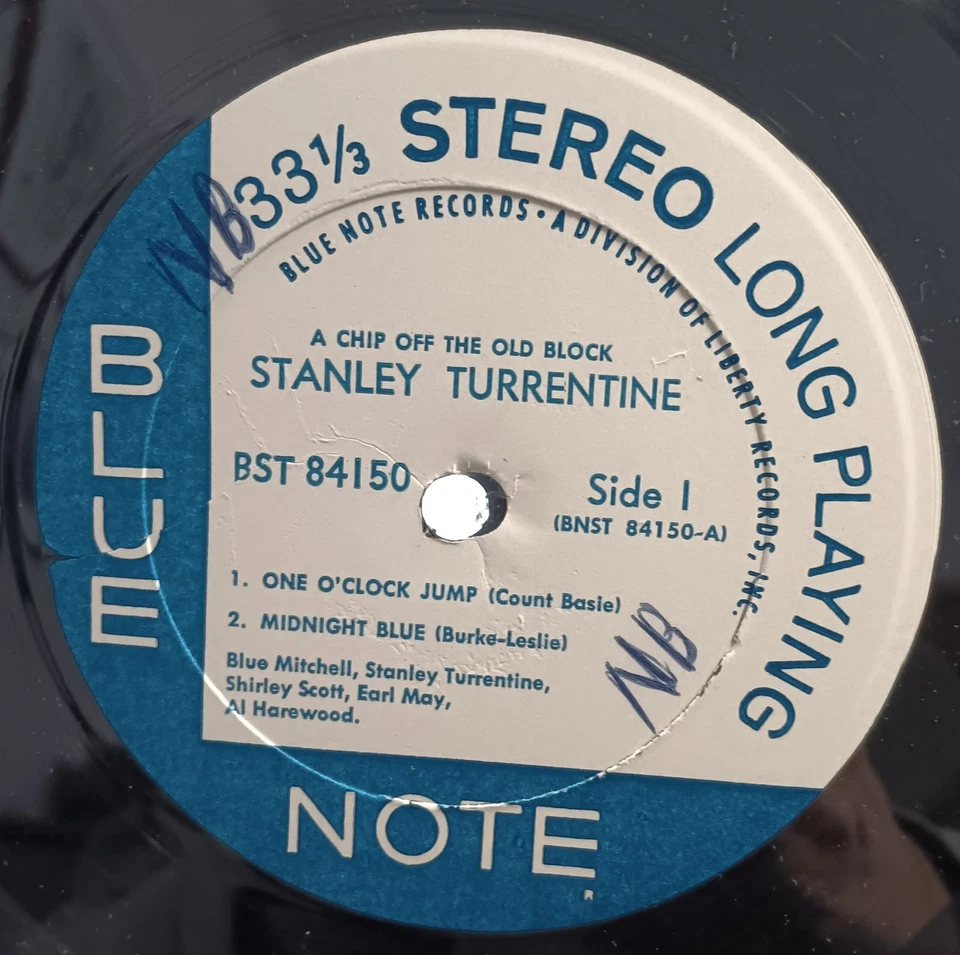 33⅓ STEREO LONG PLAYING
BLUE NOTE RECORDS • A DIVISION OF LIBERTY RECORDS, INC.
A CHIP OFF THE OLD BLOCK
STANLEY TURRENTINE
BST 84150
Side 1
(BNST 84150-A)
1. ONE O'CLOCK JUMP (Count Basie)
2. MIDNIGHT BLUE (Burke-Leslie)
Blue Mitchell, Stanley Turrentine,
Shirley Scott, Earl May,
Al Harewood.
NB
NB
BLUE
NOTE
R